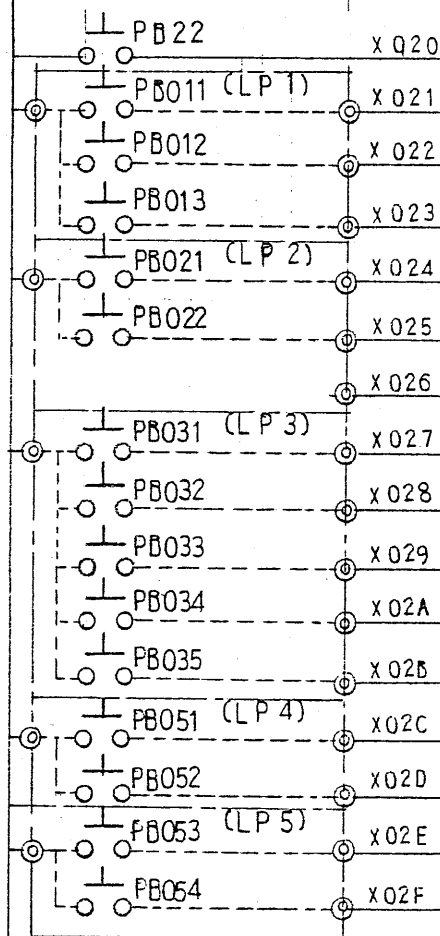 PB22 X020
PB011 (LP1) X021
PB012 X022
PB013 X023
PB021 (LP2) X024
PB022 X025
X026
PB031 (LP3) X027
PB032 X028
PB033 X029
PB034 X02A
PB035 X02B
PB051 (LP4) X02C
PB052 X02D
PB053 (LP5) X02E
PB054 X02F